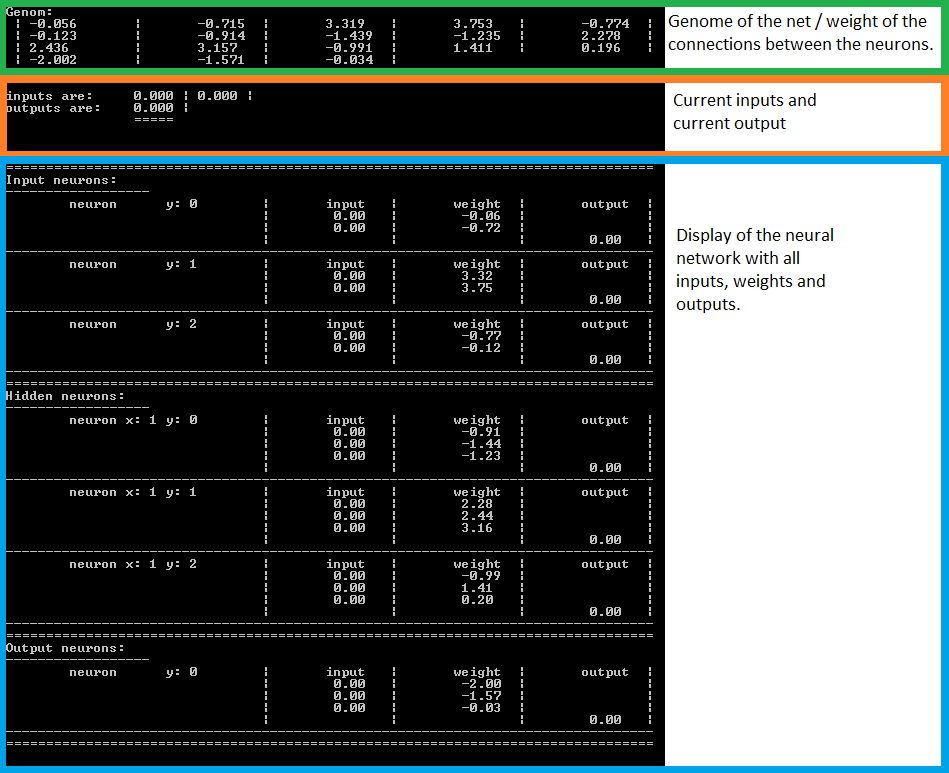 Genom:
| -0.056 | -0.715 | 3.319 | 3.753 | -0.774 |
| -0.123 | -0.914 | -1.439 | -1.235 | 2.278 |
| 2.436 | 3.157 | -0.991 | 1.411 | 0.196 |
| -2.002 | -1.571 | -0.034 |
Genome of the net / weight of the
connections between the neurons.
inputs are: 0.000 | 0.000 |
outputs are: 0.000 |
=====
Current inputs and
current output
Input neurons:
neuron y: 0 | input | weight | output |
| 0.00 | -0.06 | |
| 0.00 | -0.72 | |
| | | 0.00 |
neuron y: 1 | input | weight | output |
| 0.00 | 3.32 | |
| 0.00 | 3.75 | |
| | | 0.00 |
neuron y: 2 | input | weight | output |
| 0.00 | -0.77 | |
| 0.00 | -0.12 | |
| | | 0.00 |
Hidden neurons:
neuron x: 1 y: 0 | input | weight | output |
| 0.00 | -0.91 | |
| 0.00 | -1.44 | |
| 0.00 | -1.23 | |
| | | 0.00 |
neuron x: 1 y: 1 | input | weight | output |
| 0.00 | 2.28 | |
| 0.00 | 2.44 | |
| 0.00 | 3.16 | |
| | | 0.00 |
neuron x: 1 y: 2 | input | weight | output |
| 0.00 | -0.99 | |
| 0.00 | 1.41 | |
| 0.00 | 0.20 | |
| | | 0.00 |
Output neurons:
neuron y: 0 | input | weight | output |
| 0.00 | -2.00 | |
| 0.00 | -1.57 | |
| 0.00 | -0.03 | |
| | | 0.00 |
Display of the neural
network with all
inputs, weights and
outputs.